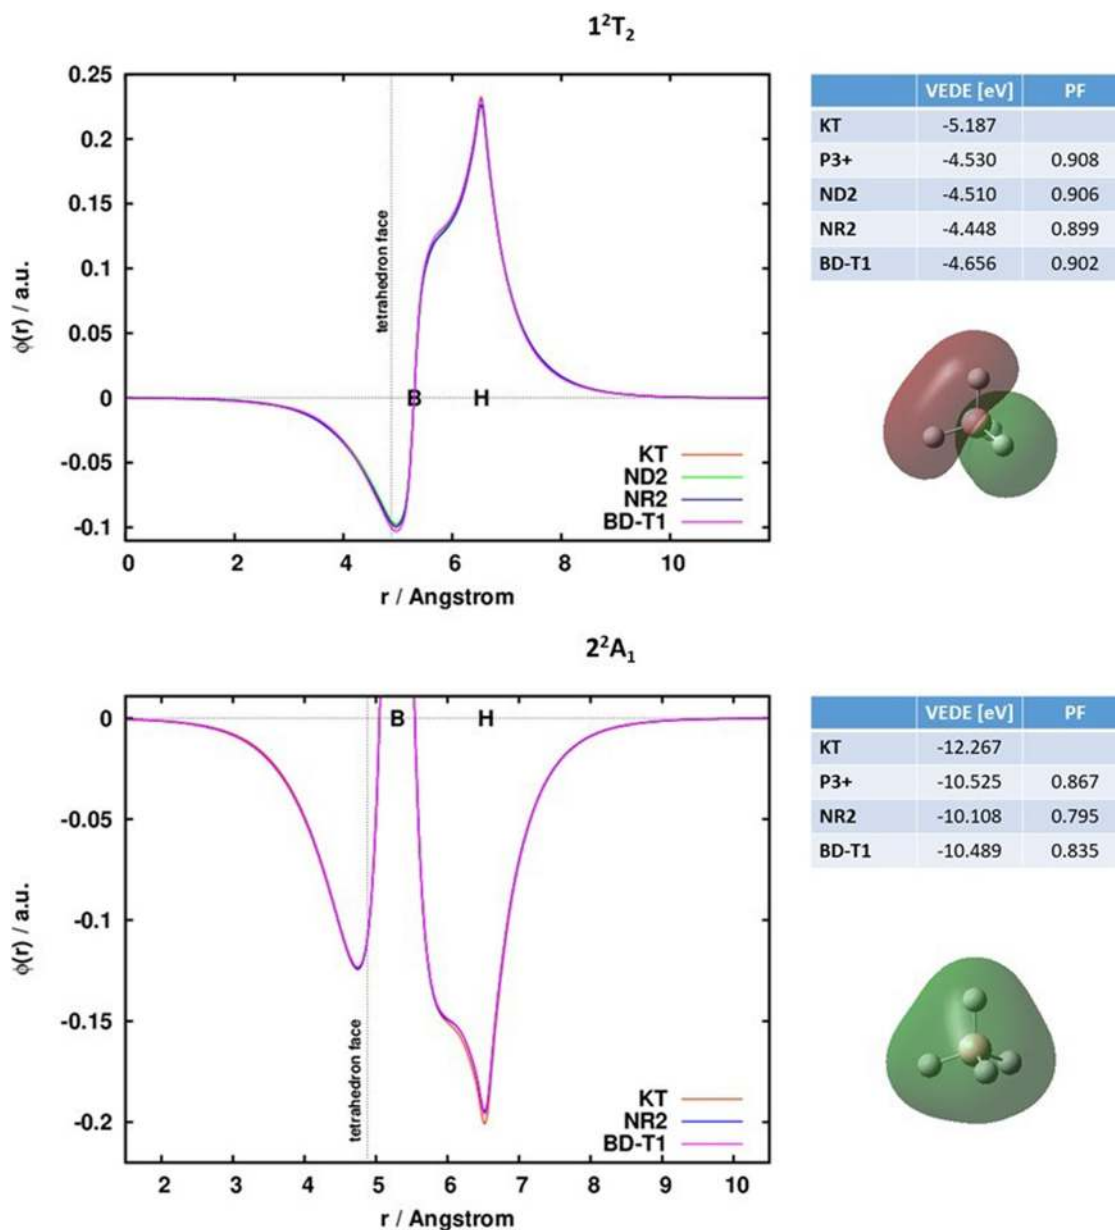 1²T₂
0.25
0.2
0.15
0.1
0.05
0
-0.05
-0.1
ϕ(r) / a.u.
tetrahedron face
B H
KT
ND2
NR2
BD-T1
0 2 4 6 8 10
r / Angstrom
VEDE [eV] PF
KT -5.187
P3+ -4.530 0.908
ND2 -4.510 0.906
NR2 -4.448 0.899
BD-T1 -4.656 0.902
2²A₁
0
-0.05
-0.1
-0.15
-0.2
ϕ(r) / a.u.
tetrahedron face
B H
KT
NR2
BD-T1
2 3 4 5 6 7 8 9 10
r / Angstrom
VEDE [eV] PF
KT -12.267
P3+ -10.525 0.867
NR2 -10.108 0.795
BD-T1 -10.489 0.835